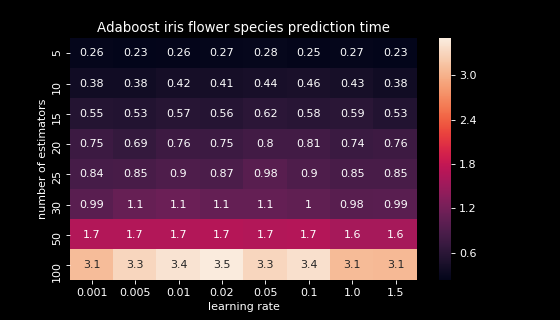 Adaboost iris flower species prediction time
5 0.26 0.23 0.26 0.27 0.28 0.25 0.27 0.23
10 0.38 0.38 0.42 0.41 0.44 0.46 0.43 0.38
15 0.55 0.53 0.57 0.56 0.62 0.58 0.59 0.53
20 0.75 0.69 0.76 0.75 0.8 0.81 0.74 0.76
25 0.84 0.85 0.9 0.87 0.98 0.9 0.85 0.85
30 0.99 1.1 1.1 1.1 1.1 1 0.98 0.99
50 1.7 1.7 1.7 1.7 1.7 1.7 1.6 1.6
100 3.1 3.3 3.4 3.5 3.3 3.4 3.1 3.1
0.001 0.005 0.01 0.02 0.05 0.1 1.0 1.5
learning rate
number of estimators
3.0
2.4
1.8
1.2
0.6